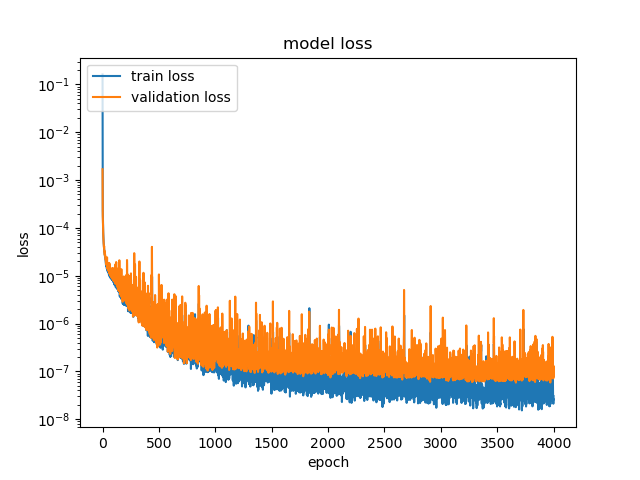 model loss
train loss
validation loss
loss
10⁻¹
10⁻²
10⁻³
10⁻⁴
10⁻⁵
10⁻⁶
10⁻⁷
10⁻⁸
0 500 1000 1500 2000 2500 3000 3500 4000
epoch